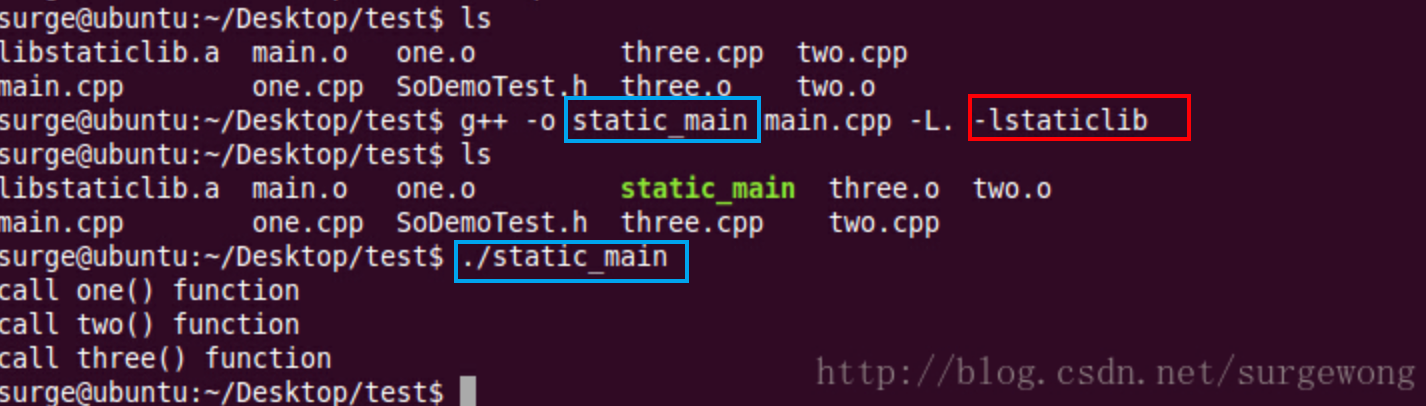 surge@ubuntu:~/Desktop/test$ ls
libstaticlib.a main.o one.o three.cpp two.cpp
main.cpp one.cpp SoDemoTest.h three.o two.o
surge@ubuntu:~/Desktop/test$ g++ -o static_main main.cpp -L. -lstaticlib
surge@ubuntu:~/Desktop/test$ ls
libstaticlib.a main.o one.o static_main three.o two.o
main.cpp one.cpp SoDemoTest.h three.cpp two.cpp
surge@ubuntu:~/Desktop/test$ ./static_main
call one() function
call two() function
call three() function
surge@ubuntu:~/Desktop/test$
http://blog.csdn.net/surgewong